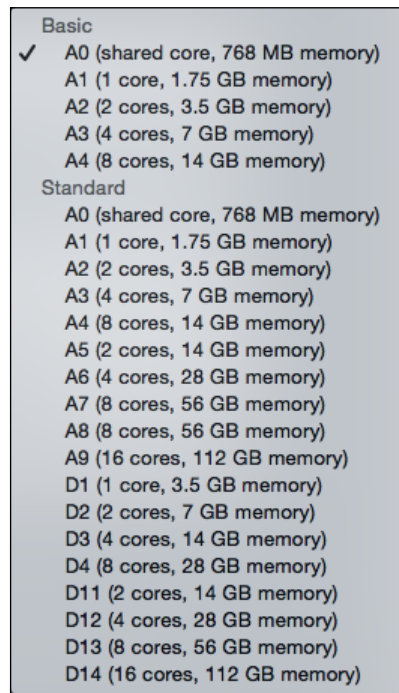 Basic
✓ A0 (shared core, 768 MB memory)
A1 (1 core, 1.75 GB memory)
A2 (2 cores, 3.5 GB memory)
A3 (4 cores, 7 GB memory)
A4 (8 cores, 14 GB memory)
Standard
A0 (shared core, 768 MB memory)
A1 (1 core, 1.75 GB memory)
A2 (2 cores, 3.5 GB memory)
A3 (4 cores, 7 GB memory)
A4 (8 cores, 14 GB memory)
A5 (2 cores, 14 GB memory)
A6 (4 cores, 28 GB memory)
A7 (8 cores, 56 GB memory)
A8 (8 cores, 56 GB memory)
A9 (16 cores, 112 GB memory)
D1 (1 core, 3.5 GB memory)
D2 (2 cores, 7 GB memory)
D3 (4 cores, 14 GB memory)
D4 (8 cores, 28 GB memory)
D11 (2 cores, 14 GB memory)
D12 (4 cores, 28 GB memory)
D13 (8 cores, 56 GB memory)
D14 (16 cores, 112 GB memory)